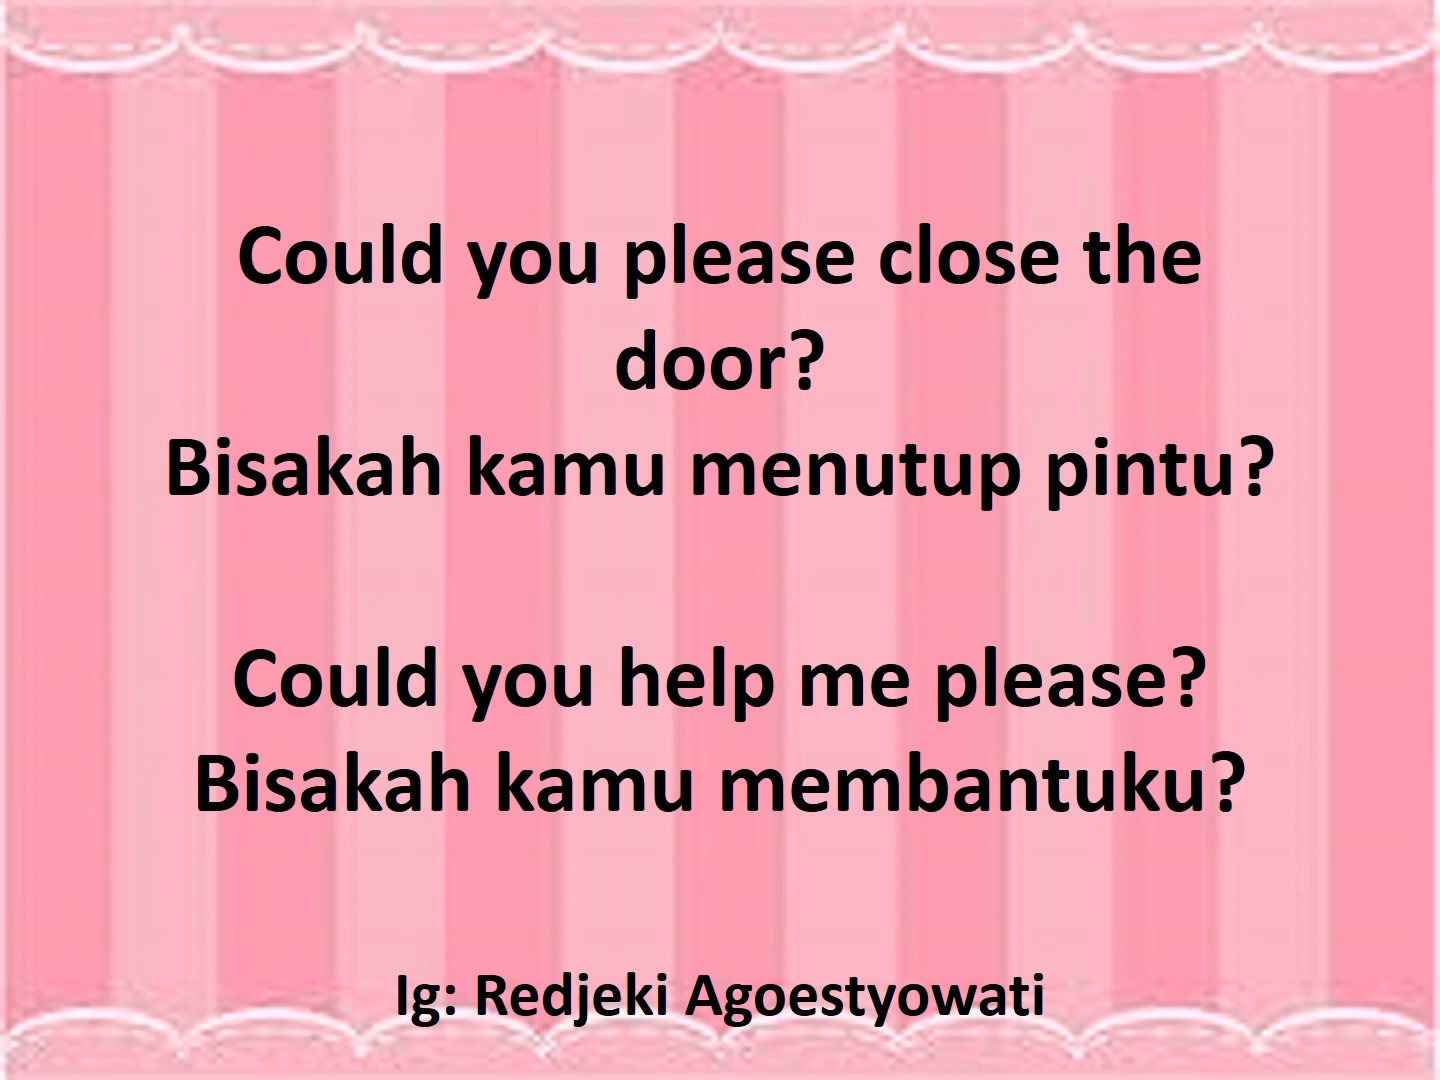 Could you please close the
door?
Bisakah kamu menutup pintu?
Could you help me please?
Bisakah kamu membantuku?
Ig: Redjeki Agoestyowati